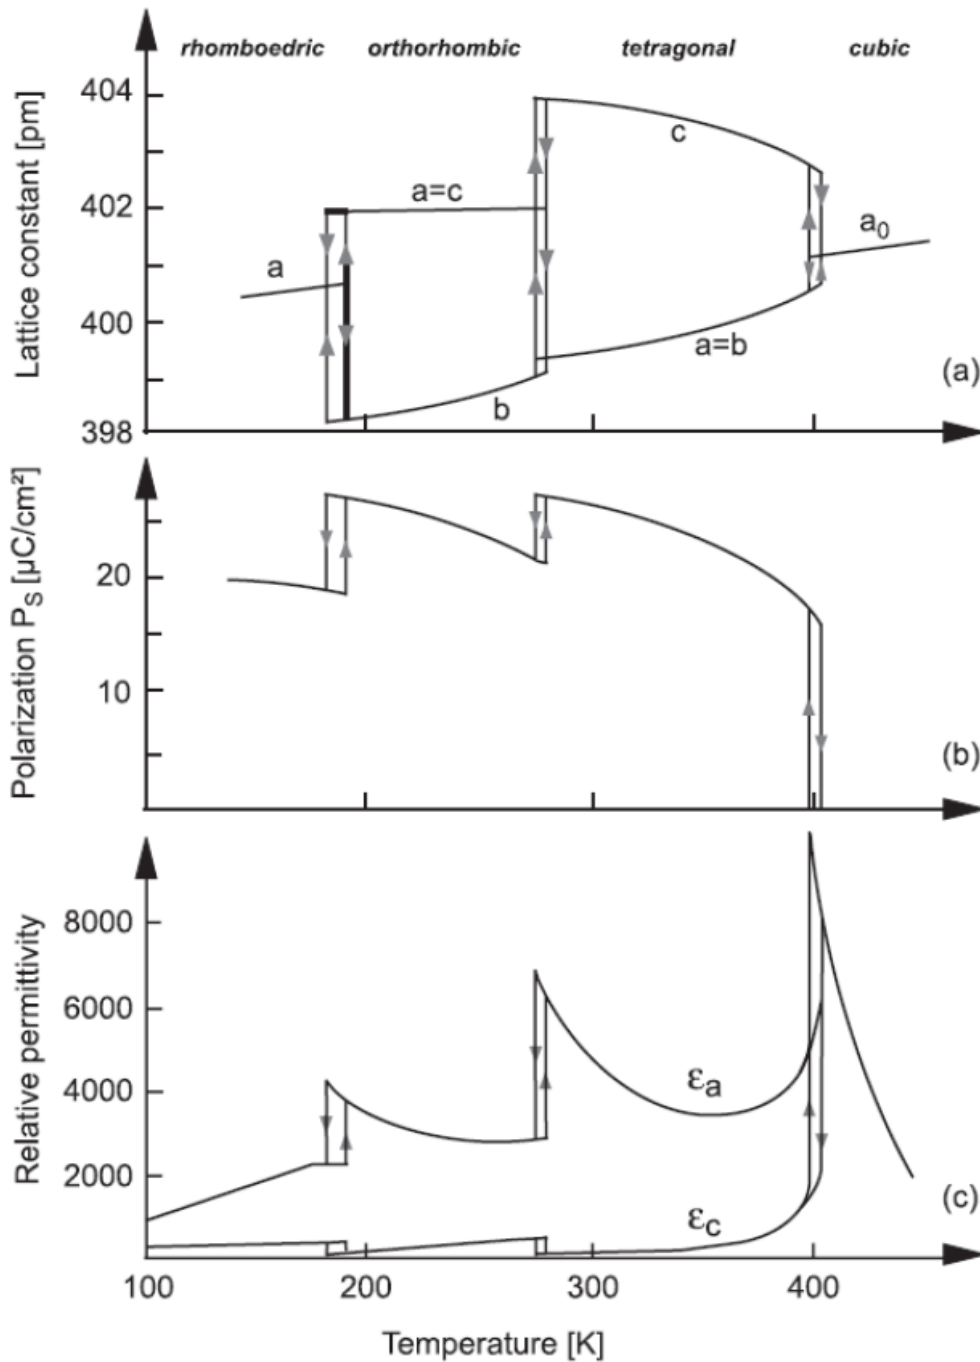 rhomboedric orthorhombic tetragonal cubic
Lattice constant [pm]
404
402
400
398
a
a=c
b
c
a=b
a₀
(a)
Polarization PS [µC/cm²]
20
10
(b)
Relative permittivity
8000
6000
4000
2000
εa
εc
(c)
100 200 300 400
Temperature [K]